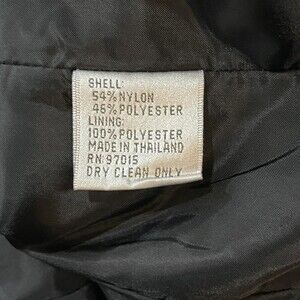 SHELL:
54% NYLON
46% POLYESTER
LINING:
100% POLYESTER
MADE IN THAILAND
RN 97015
DRY CLEAN ONLY